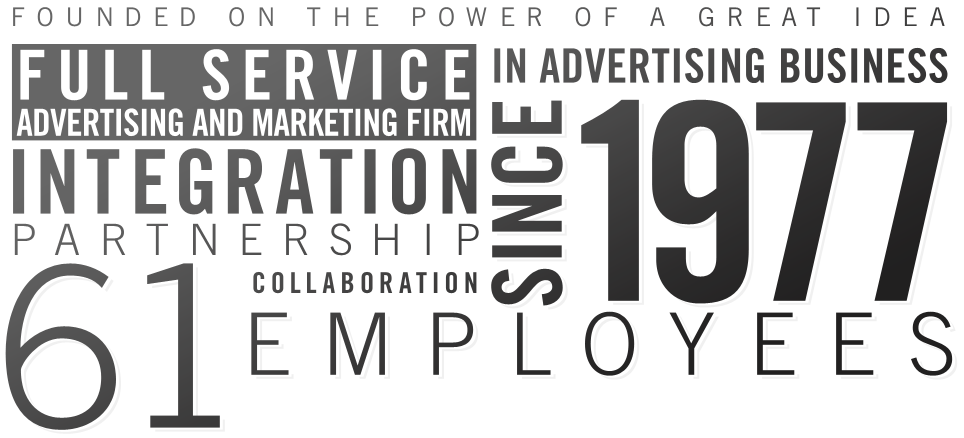 FOUNDED ON THE POWER OF A GREAT IDEA
FULL SERVICE
ADVERTISING AND MARKETING FIRM
INTEGRATION
PARTNERSHIP
COLLABORATION
IN ADVERTISING BUSINESS
SINCE 1977
61 EMPLOYEES